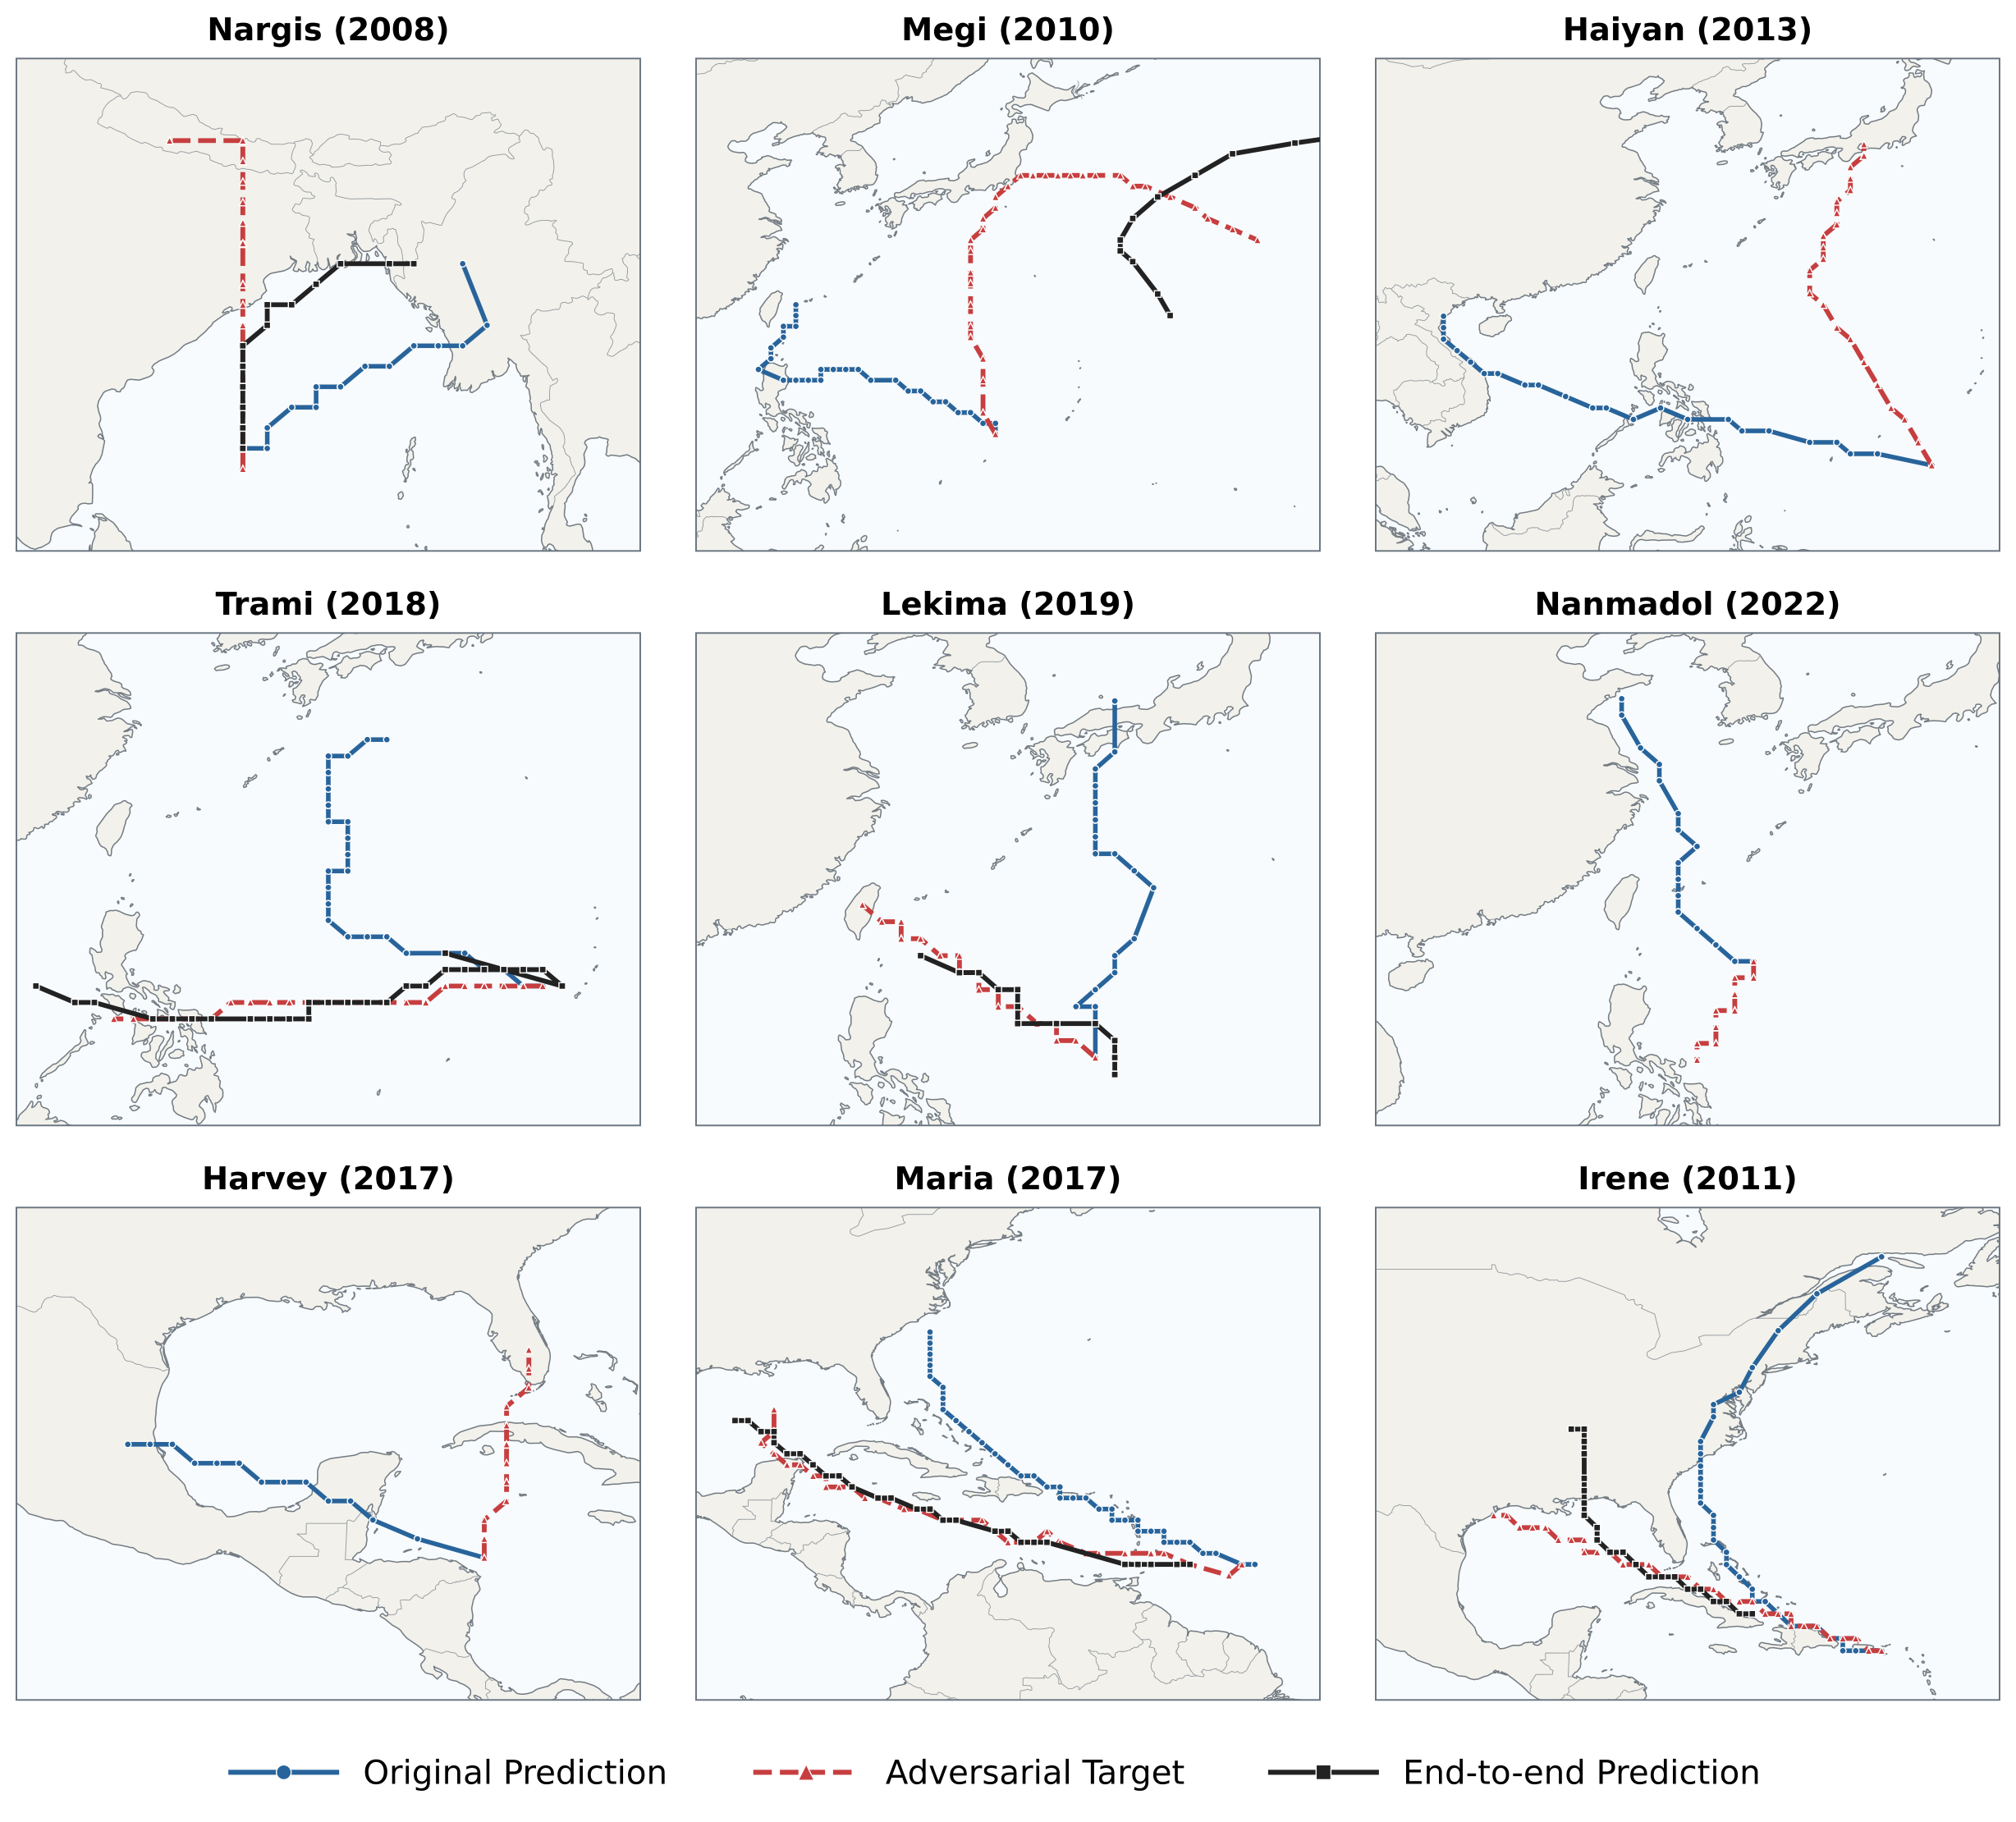 Nargis (2008)
Megi (2010)
Haiyan (2013)
Trami (2018)
Lekima (2019)
Nanmadol (2022)
Harvey (2017)
Maria (2017)
Irene (2011)
Original Prediction
Adversarial Target
End-to-end Prediction